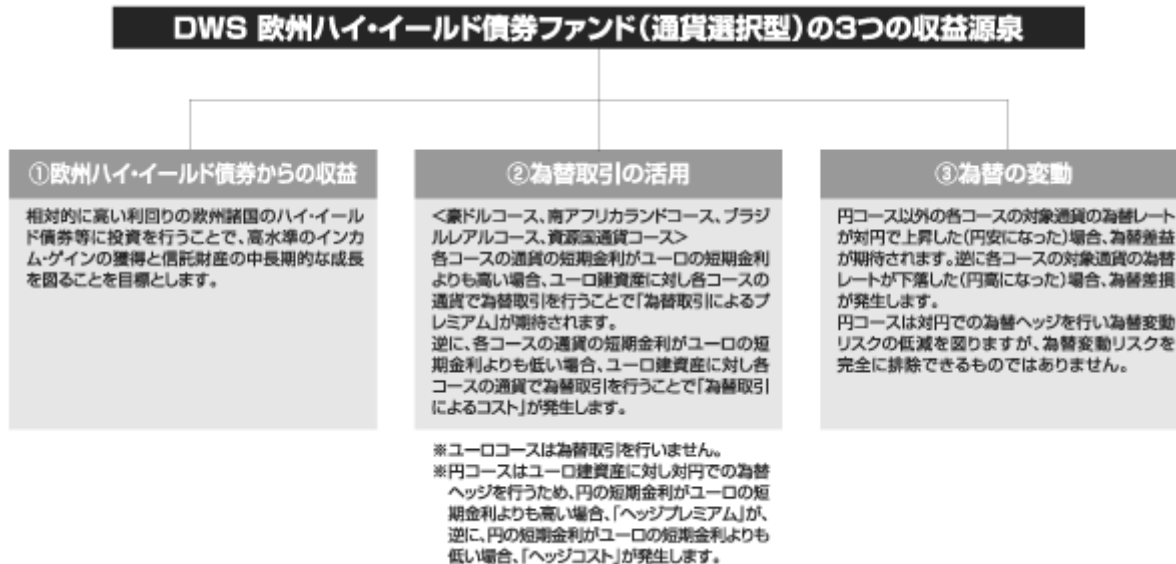 DWS 欧州ハイ・イールド債券ファンド(通貨選択型)の3つの収益源泉
①欧州ハイ・イールド債券からの収益
相対的に高い利回りの欧州諸国のハイ・イール
ド債券等に投資を行うことで、高水準のインカ
ム・ゲインの獲得と信託財産の中長期的な成長
を図ることを目標とします。
②為替取引の活用
<豪ドルコース、南アフリカランドコース、ブラジ
ルレアルコース、資源国通貨コース>
各コースの通貨の短期金利がユーロの短期金利
よりも高い場合、ユーロ建資産に対し各コースの
通貨で為替取引を行うことで「為替取引によるプ
レミアム」が期待されます。
逆に、各コースの通貨の短期金利がユーロの短
期金利よりも低い場合、ユーロ建資産に対し各
コースの通貨で為替取引を行うことで「為替取引
によるコスト」が発生します。
※ユーロコースは為替取引を行いません。
※円コースはユーロ建資産に対し対円での為替
ヘッジを行うため、円の短期金利がユーロの短
期金利よりも高い場合、「ヘッジプレミアム」が、
逆に、円の短期金利がユーロの短期金利よりも
低い場合、「ヘッジコスト」が発生します。
③為替の変動
円コース以外の各コースの対象通貨の為替レート
が対円で上昇した(円安になった)場合、為替差益
が期待されます。逆に各コースの対象通貨の為替
レートが下落した(円高になった)場合、為替差損
が発生します。
円コースは対円での為替ヘッジを行い為替変動
リスクの低減を図りますが、為替変動リスクを
完全に排除できるものではありません。